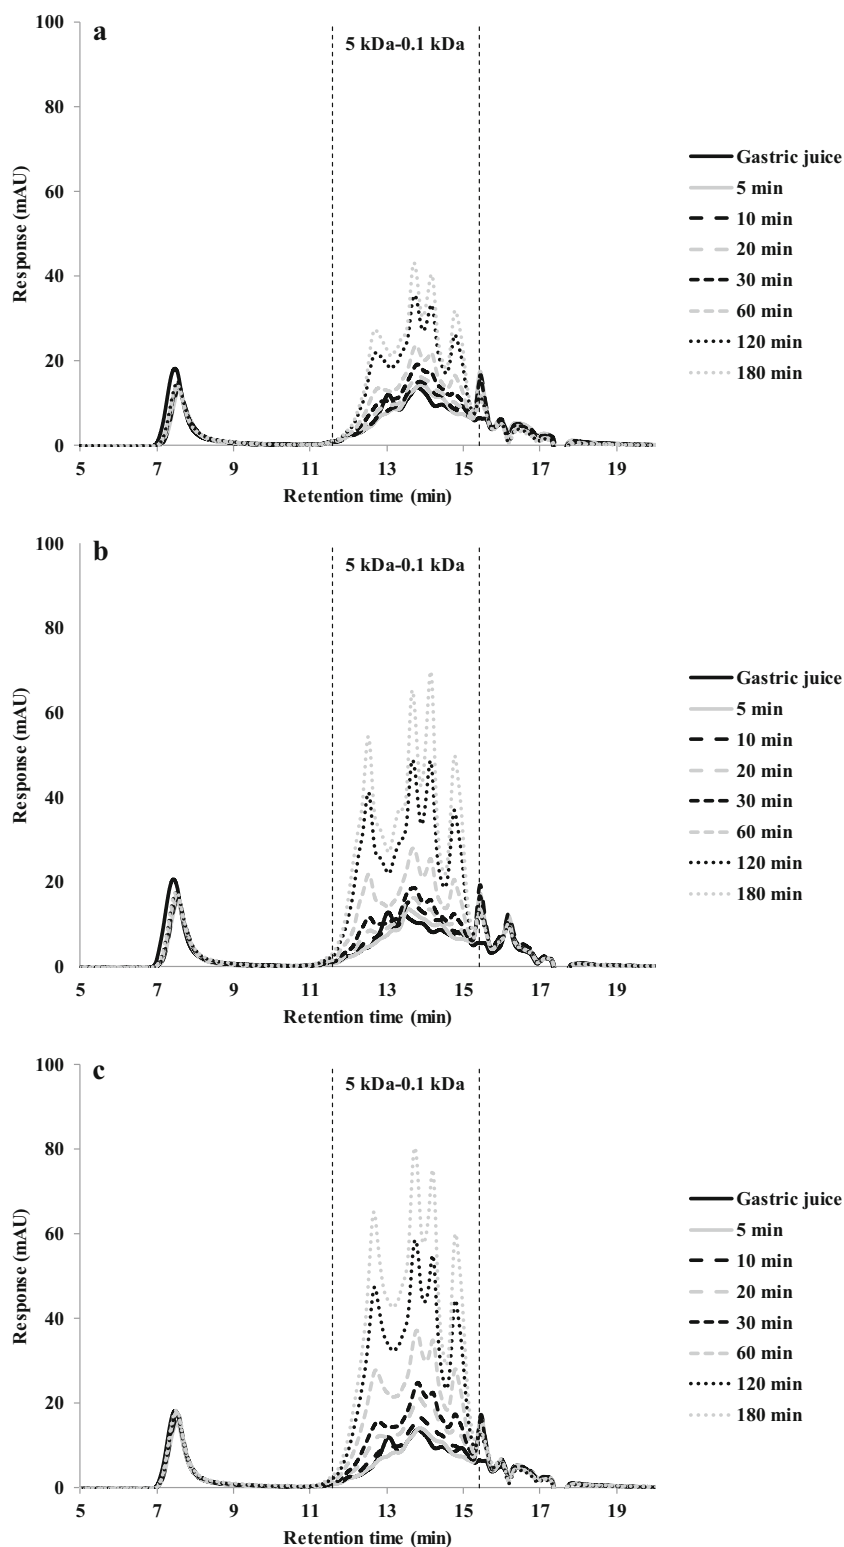 a
5 kDa-0.1 kDa
100
80
60
40
20
0
Response (mAU)
5 7 9 11 13 15 17 19
Retention time (min)
Gastric juice
5 min
10 min
20 min
30 min
60 min
120 min
180 min
b
5 kDa-0.1 kDa
100
80
60
40
20
0
Response (mAU)
5 7 9 11 13 15 17 19
Retention time (min)
Gastric juice
5 min
10 min
20 min
30 min
60 min
120 min
180 min
c
5 kDa-0.1 kDa
100
80
60
40
20
0
Response (mAU)
5 7 9 11 13 15 17 19
Retention time (min)
Gastric juice
5 min
10 min
20 min
30 min
60 min
120 min
180 min